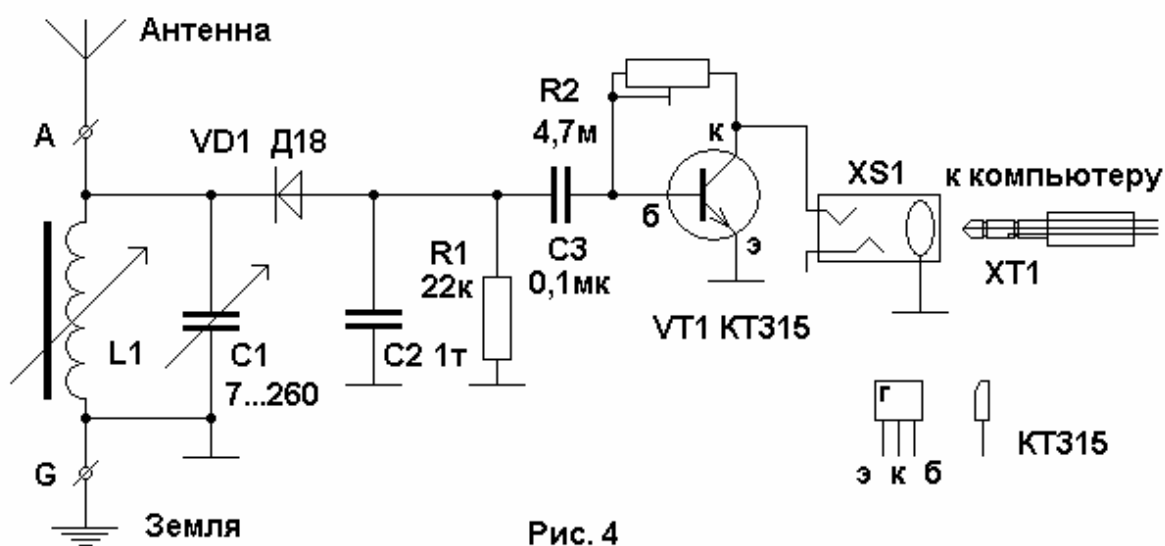 Антенна
A
VD1 Д18
R2
4,7м
к
б
э
XS1
к компьютеру
XT1
C3
0,1мк
R1
22к
VT1 КТ315
L1
C1
7...260
C2 1т
г
э к б
КТ315
G
Земля
Рис. 4